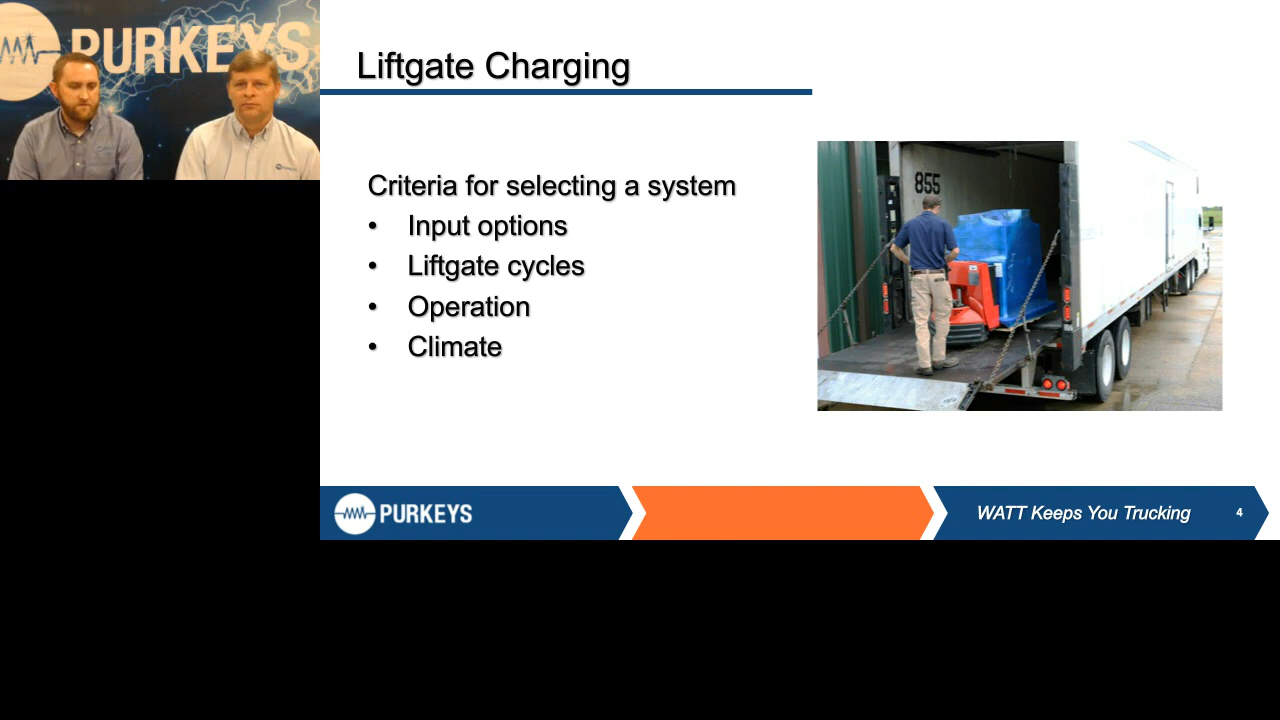 PURKEYS
Liftgate Charging
Criteria for selecting a system
• Input options
• Liftgate cycles
• Operation
• Climate
855
PURKEYS
WATT Keeps You Trucking
4